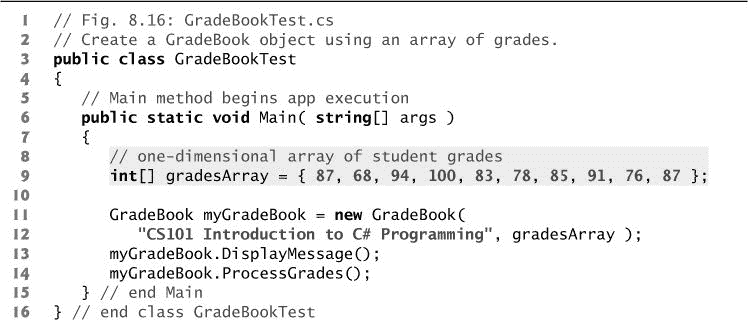 1 // Fig. 8.16: GradeBookTest.cs
2 // Create a GradeBook object using an array of grades.
3 public class GradeBookTest
4 {
5 // Main method begins app execution
6 public static void Main( string[] args )
7 {
8 // one-dimensional array of student grades
9 int[] gradesArray = { 87, 68, 94, 100, 83, 78, 85, 91, 76, 87 };
10
11 GradeBook myGradeBook = new GradeBook(
12 "CS101 Introduction to C# Programming", gradesArray );
13 myGradeBook.DisplayMessage();
14 myGradeBook.ProcessGrades();
15 } // end Main
16 } // end class GradeBookTest